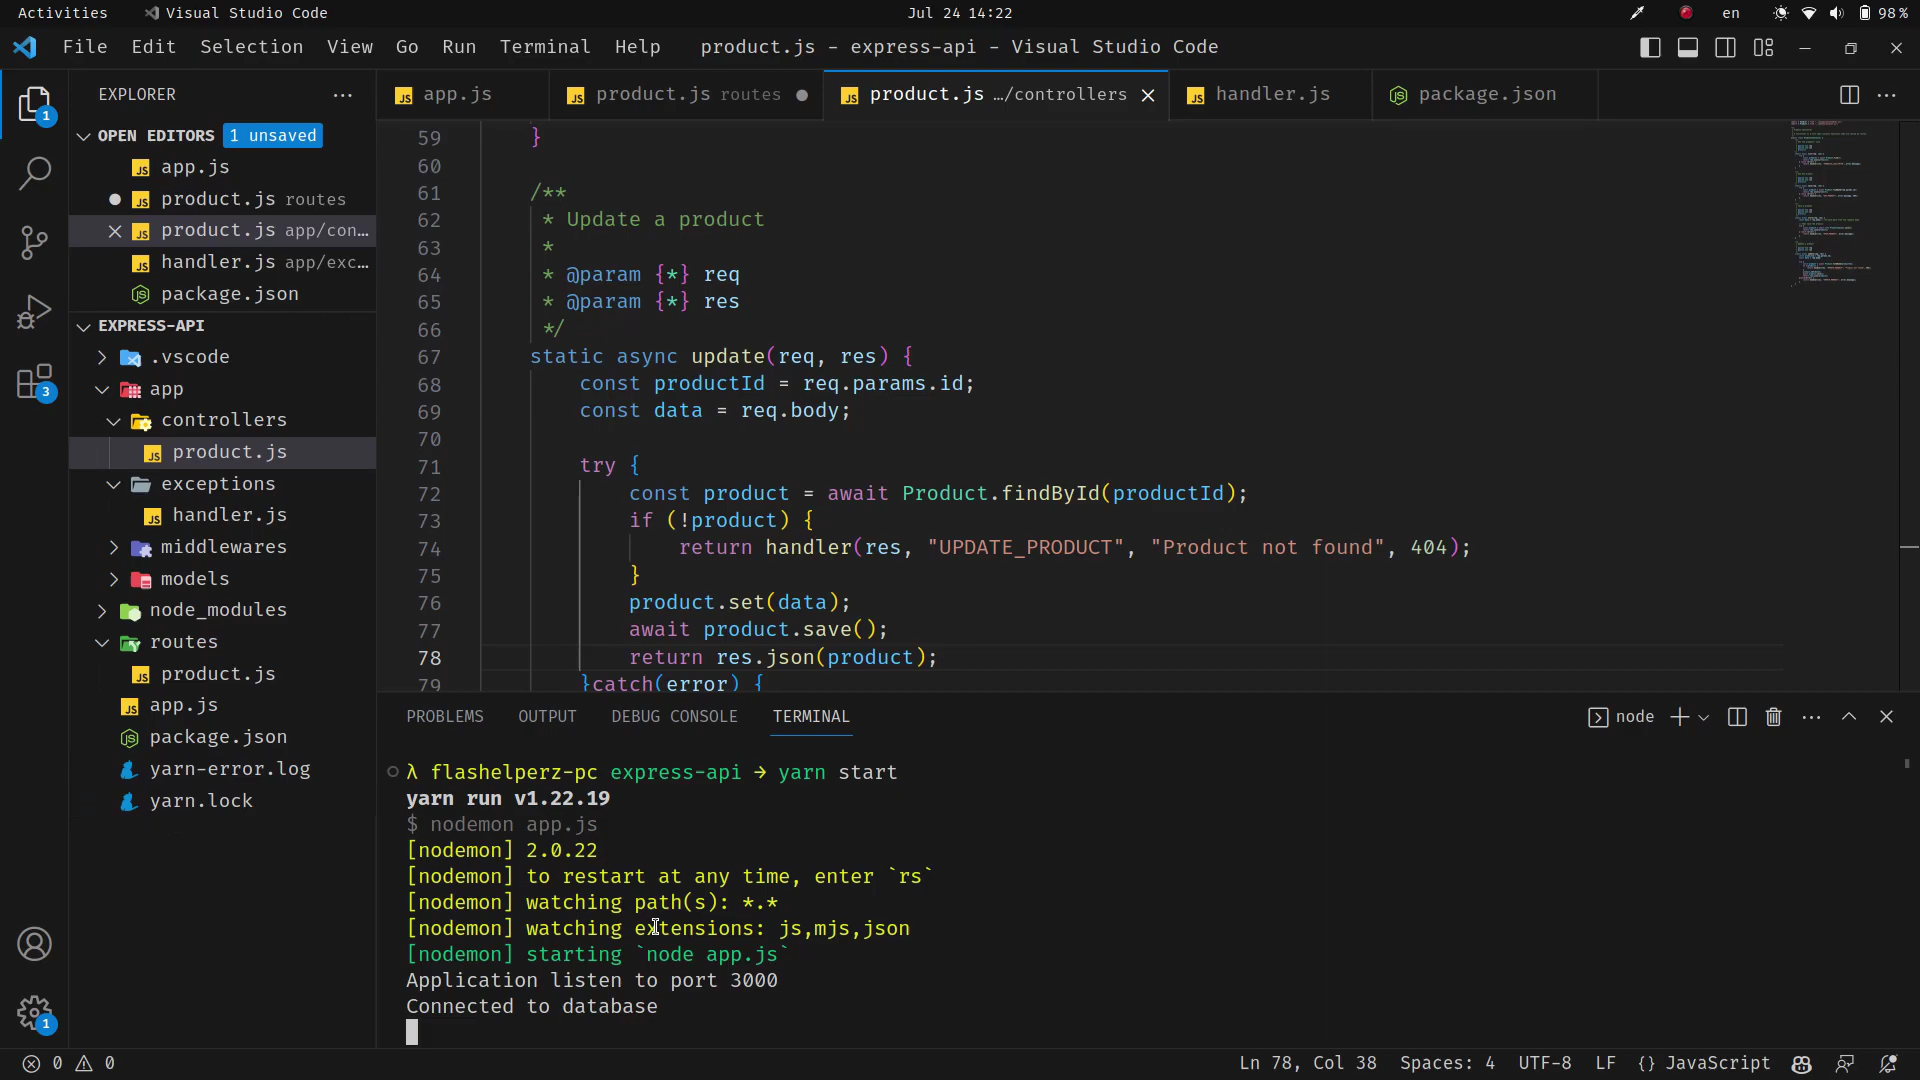 Activities
Visual Studio Code
Jul 24 14:22
en
98%
File Edit Selection View Go Run Terminal Help
product.js - express-api - Visual Studio Code
EXPLORER
OPEN EDITORS 1 unsaved
app.js
product.js routes
product.js app/con...
handler.js app/exc...
package.json
EXPRESS-API
.vscode
app
controllers
product.js
exceptions
handler.js
middlewares
models
node_modules
routes
product.js
app.js
package.json
yarn-error.log
yarn.lock
1
3
1
app.js
product.js routes
product.js .../controllers
handler.js
package.json
59 }
60
61 /**
62 * Update a product
63 *
64 * @param {*} req
65 * @param {*} res
66 */
67 static async update(req, res) {
68 const productId = req.params.id;
69 const data = req.body;
70
71 try {
72 const product = await Product.findById(productId);
73 if (!product) {
74 return handler(res, "UPDATE_PRODUCT", "Product not found", 404);
75 }
76 product.set(data);
77 await product.save();
78 return res.json(product);
79 }catch(error) {
PROBLEMS OUTPUT DEBUG CONSOLE TERMINAL
node
λ flashelperz-pc express-api → yarn start
yarn run v1.22.19
$ nodemon app.js
[nodemon] 2.0.22
[nodemon] to restart at any time, enter `rs`
[nodemon] watching path(s): *.*
[nodemon] watching extensions: js,mjs,json
[nodemon] starting `node app.js`
Application listen to port 3000
Connected to database
0 0
Ln 78, Col 38 Spaces: 4 UTF-8 LF {} JavaScript